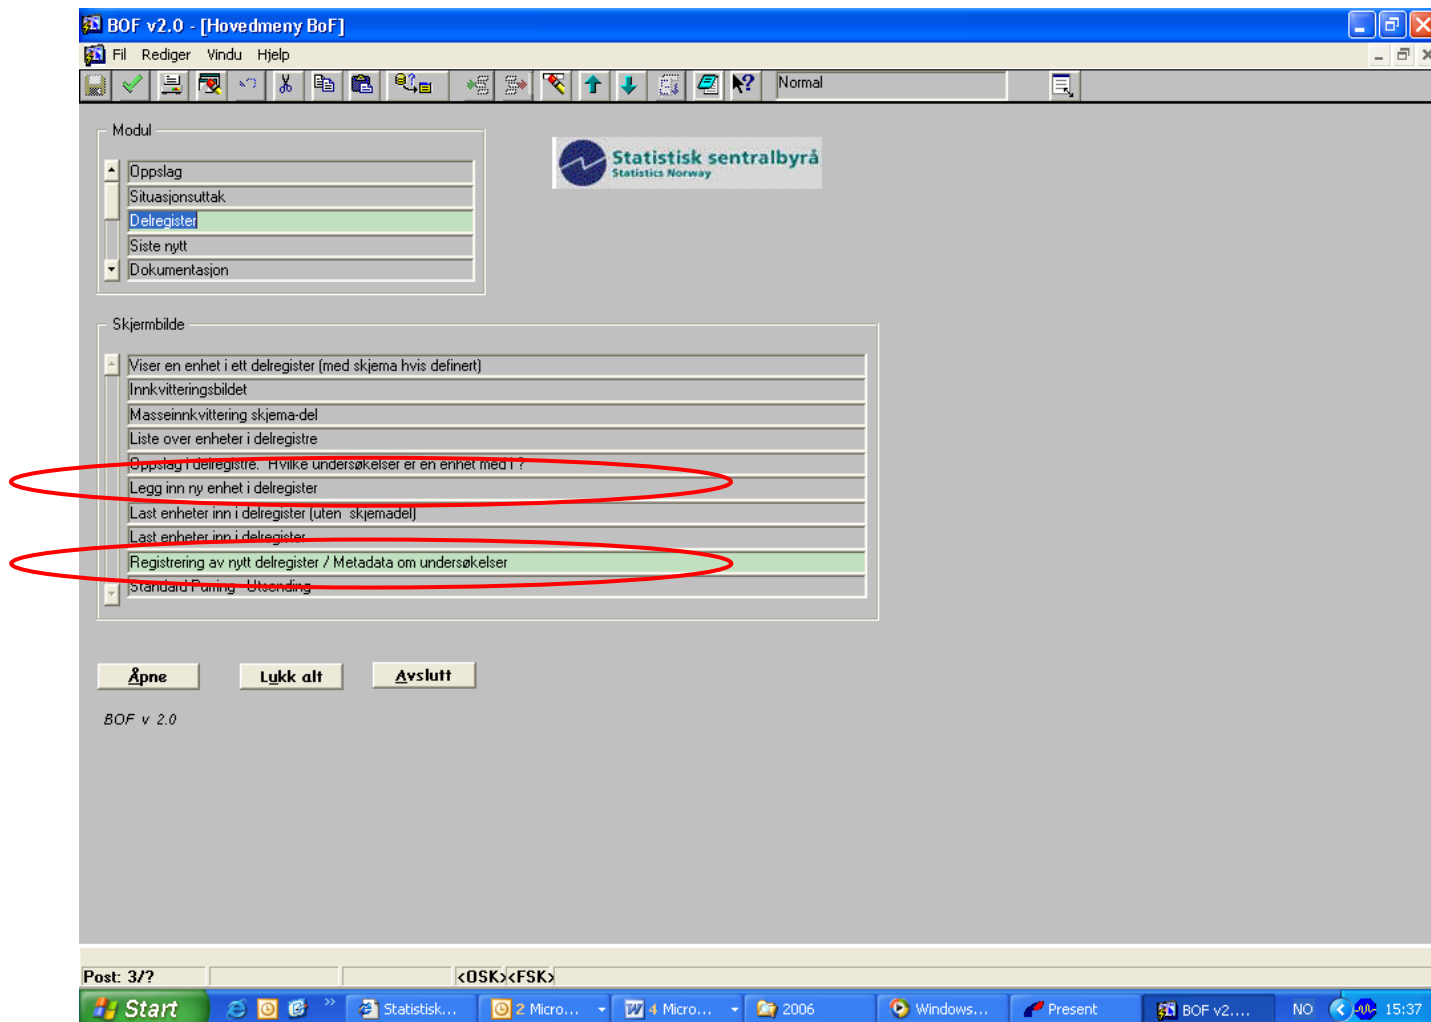 BOF v2.0 - [Hovedmeny BoF]
Fil Rediger Vindu Hjelp
Normal
Modul
Oppslag
Situasjonsuttak
Delregister
Siste nytt
Dokumentasjon
Statistisk sentralbyrå
Statistics Norway
Skjermbilde
Viser en enhet i ett delregister (med skjema hvis definert)
Innkvitteringsbildet
Masseinnkvittering skjema-del
Liste over enheter i delregistre
Oppslag i delregistre. Hvilke undersøkelser er en enhet med i ?
Legg inn ny enhet i delregister
Last enheter inn i delregister (uten skjemadel)
Last enheter inn i delregister
Registrering av nytt delregister / Metadata om undersøkelser
Standard Purring - Utsending
Åpne Lukk alt Avslutt
BOF v 2.0
Post: 3/? <OSK> <FSK>
Start » Statistisk... 2 Micro... 4 Micro... 2006 Windows... Present BOF v2.... NO 15:37